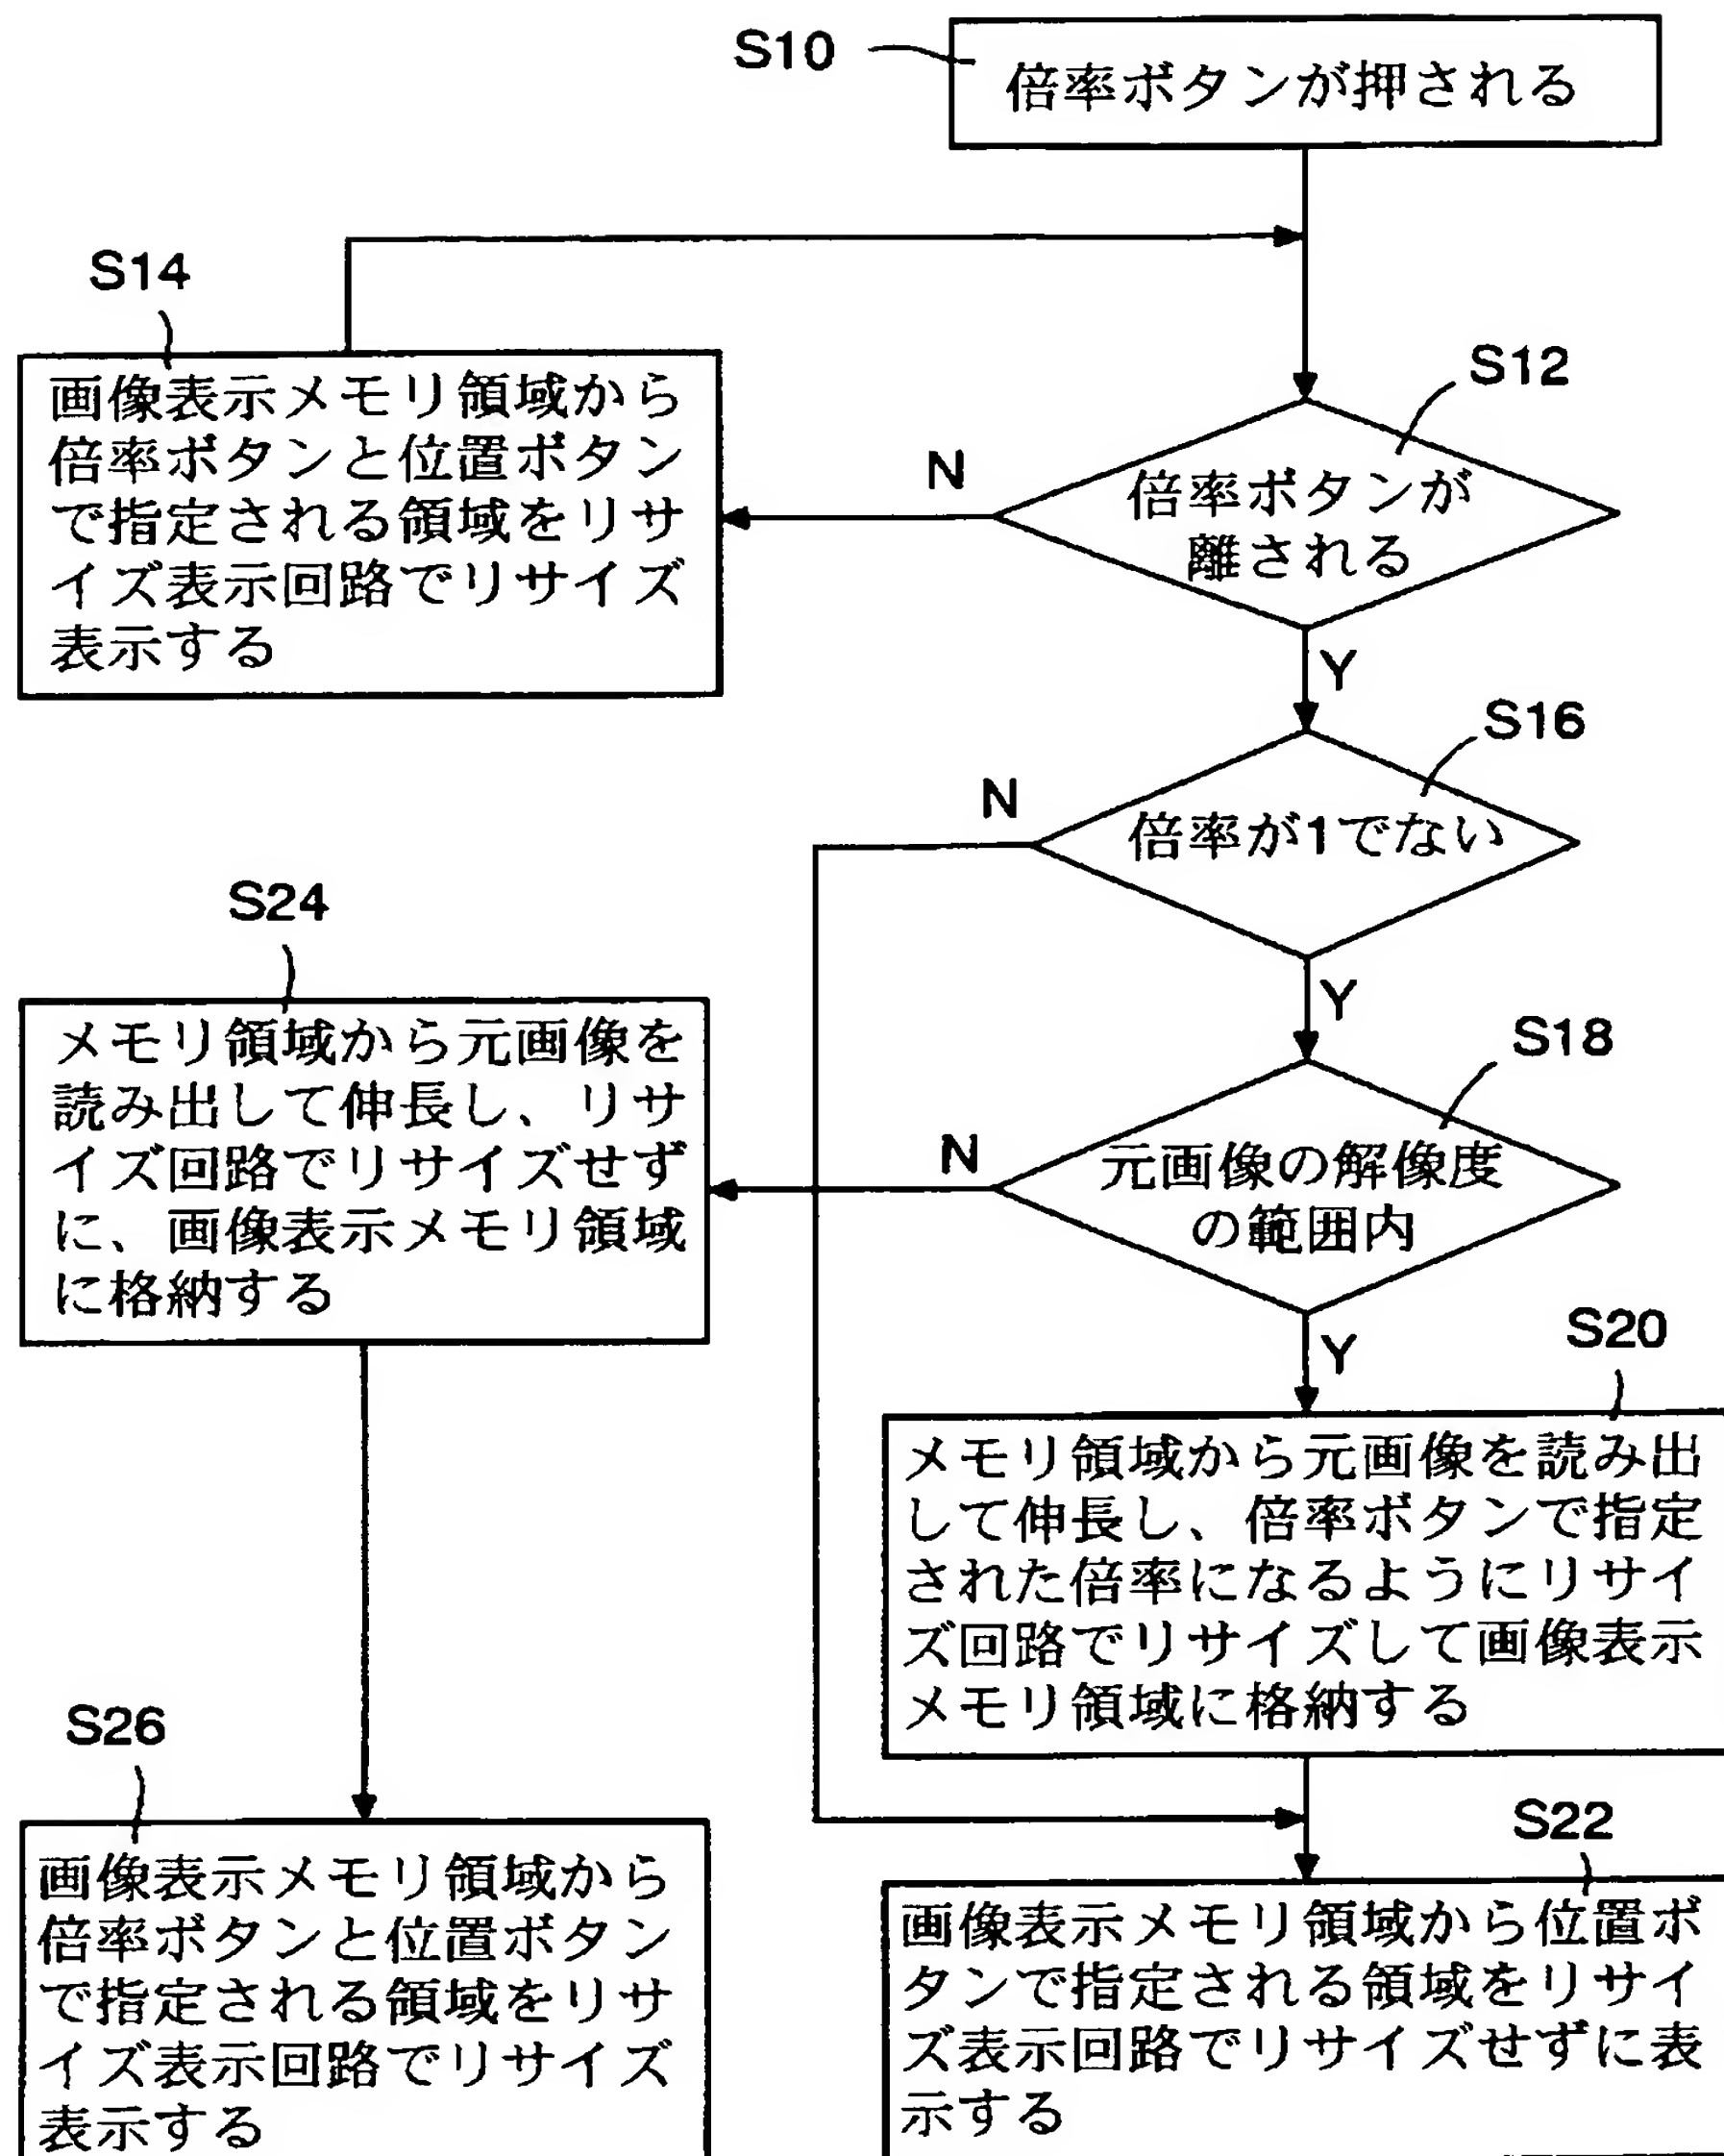 S10
倍率ボタンが押される
S14
画像表示メモリ領域から
倍率ボタンと位置ボタン
で指定される領域をリサ
イズ表示回路でリサイズ
表示する
S12
N
倍率ボタンが
離される
Y
S16
N
倍率が1でない
Y
S24
メモリ領域から元画像を
読み出して伸長し、リサ
イズ回路でリサイズせず
に、画像表示メモリ領域
に格納する
S18
N
元画像の解像度
の範囲内
Y
S20
メモリ領域から元画像を読み出
して伸長し、倍率ボタンで指定
された倍率になるようにリサイ
ズ回路でリサイズして画像表示
メモリ領域に格納する
S26
画像表示メモリ領域から
倍率ボタンと位置ボタン
で指定される領域をリサ
イズ表示回路でリサイズ
表示する
S22
画像表示メモリ領域から位置ボ
タンで指定される領域をリサイ
ズ表示回路でリサイズせずに表
示する